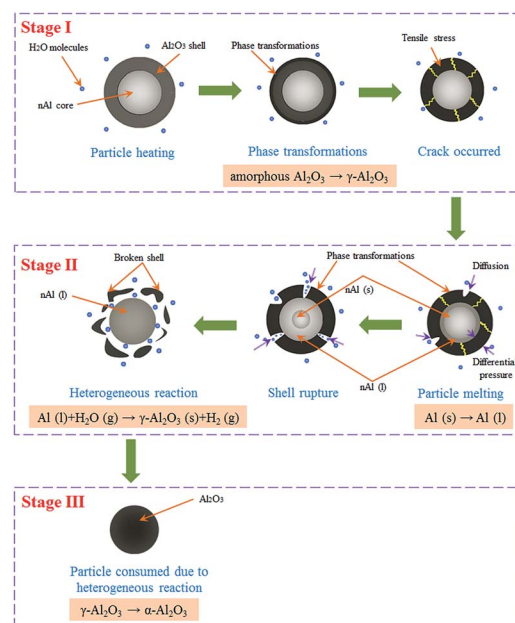 Stage I
H2O molecules
Al2O3 shell
nAl core
Particle heating
Phase transformations
Phase transformations
amorphous Al2O3 → γ-Al2O3
Tensile stress
Crack occurred
Stage II
Broken shell
nAl (l)
Heterogeneous reaction
Al (l)+H2O (g) → γ-Al2O3 (s)+H2 (g)
Phase transformations
nAl (s)
nAl (l)
Shell rupture
Diffusion
Differential
pressure
Particle melting
Al (s) → Al (l)
Stage III
Al2O3
Particle consumed due to
heterogeneous reaction
γ-Al2O3 → α-Al2O3